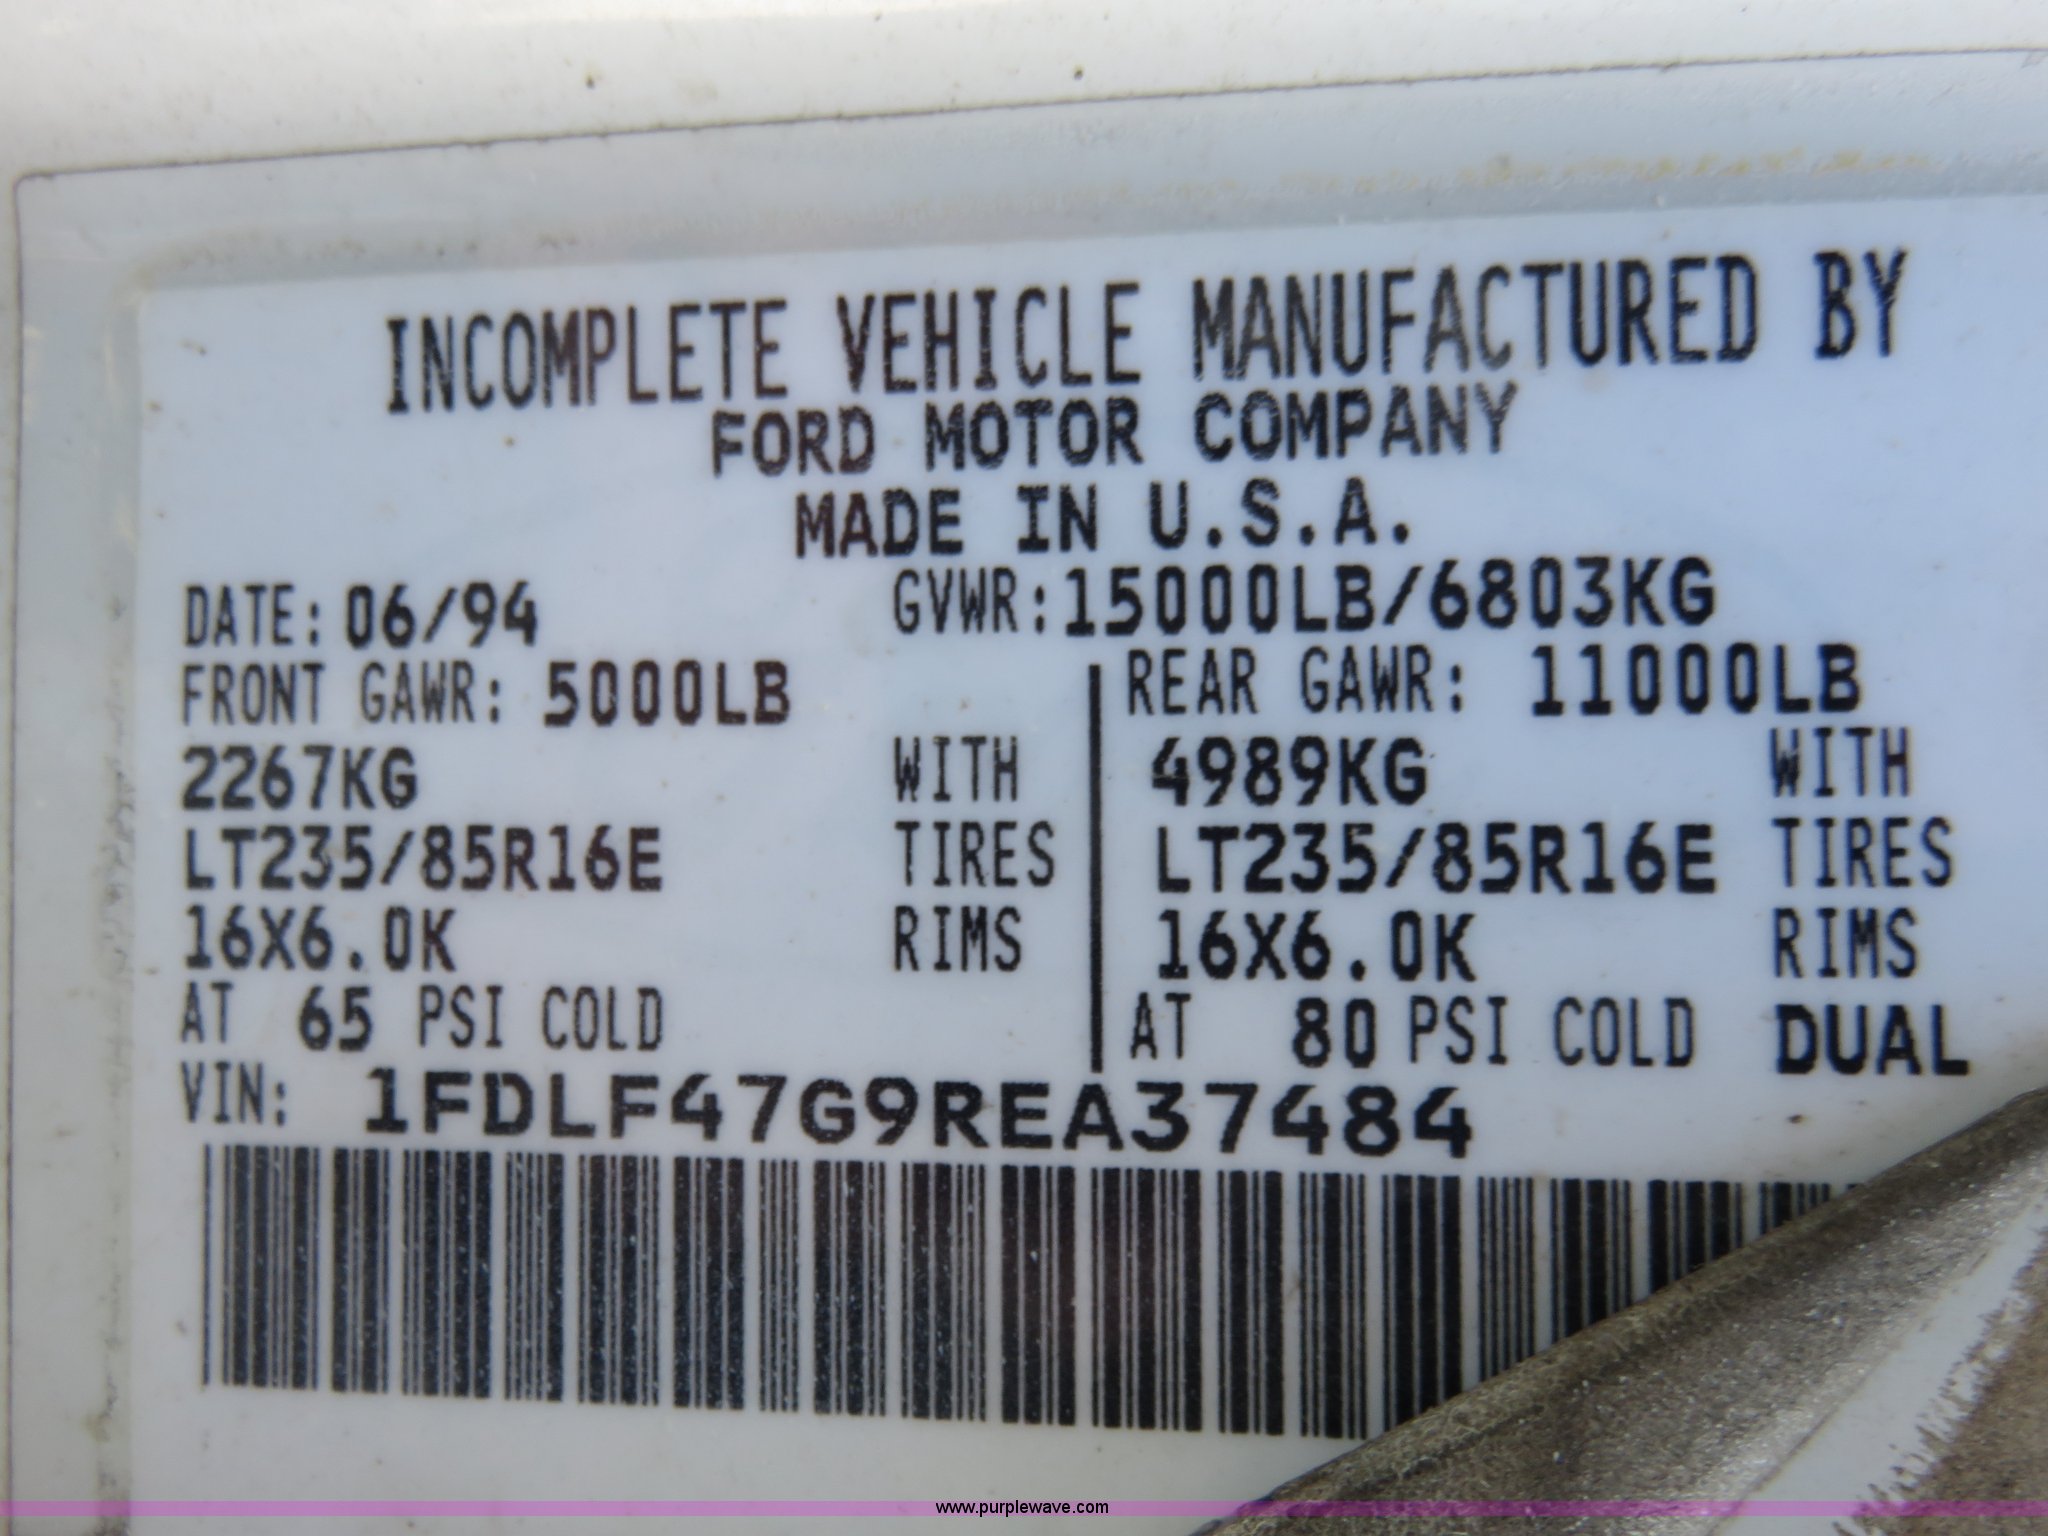 INCOMPLETE VEHICLE MANUFACTURED BY
FORD MOTOR COMPANY
MADE IN U.S.A.
DATE: 06/94 GVWR:15000LB/6803KG
FRONT GAWR: 5000LB REAR GAWR: 11000LB
2267KG WITH 4989KG WITH
LT235/85R16E TIRES LT235/85R16E TIRES
16X6.0K RIMS 16X6.0K RIMS
AT 65 PSI COLD AT 80 PSI COLD DUAL
VIN: 1FDLF47G9REA37484
www.purplewave.com